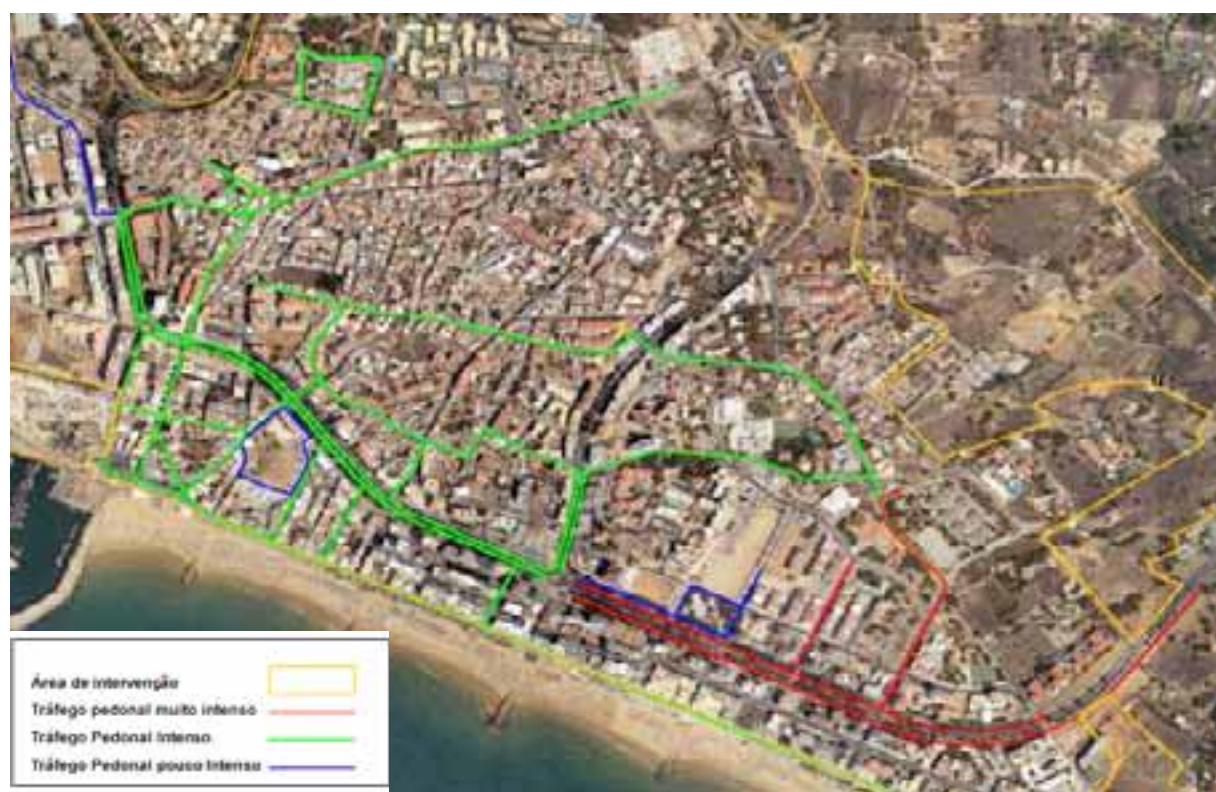 Área de intervenção
Tráfego pedonal muito intenso
Tráfego Pedonal Intenso
Tráfego Pedonal pouco Intenso